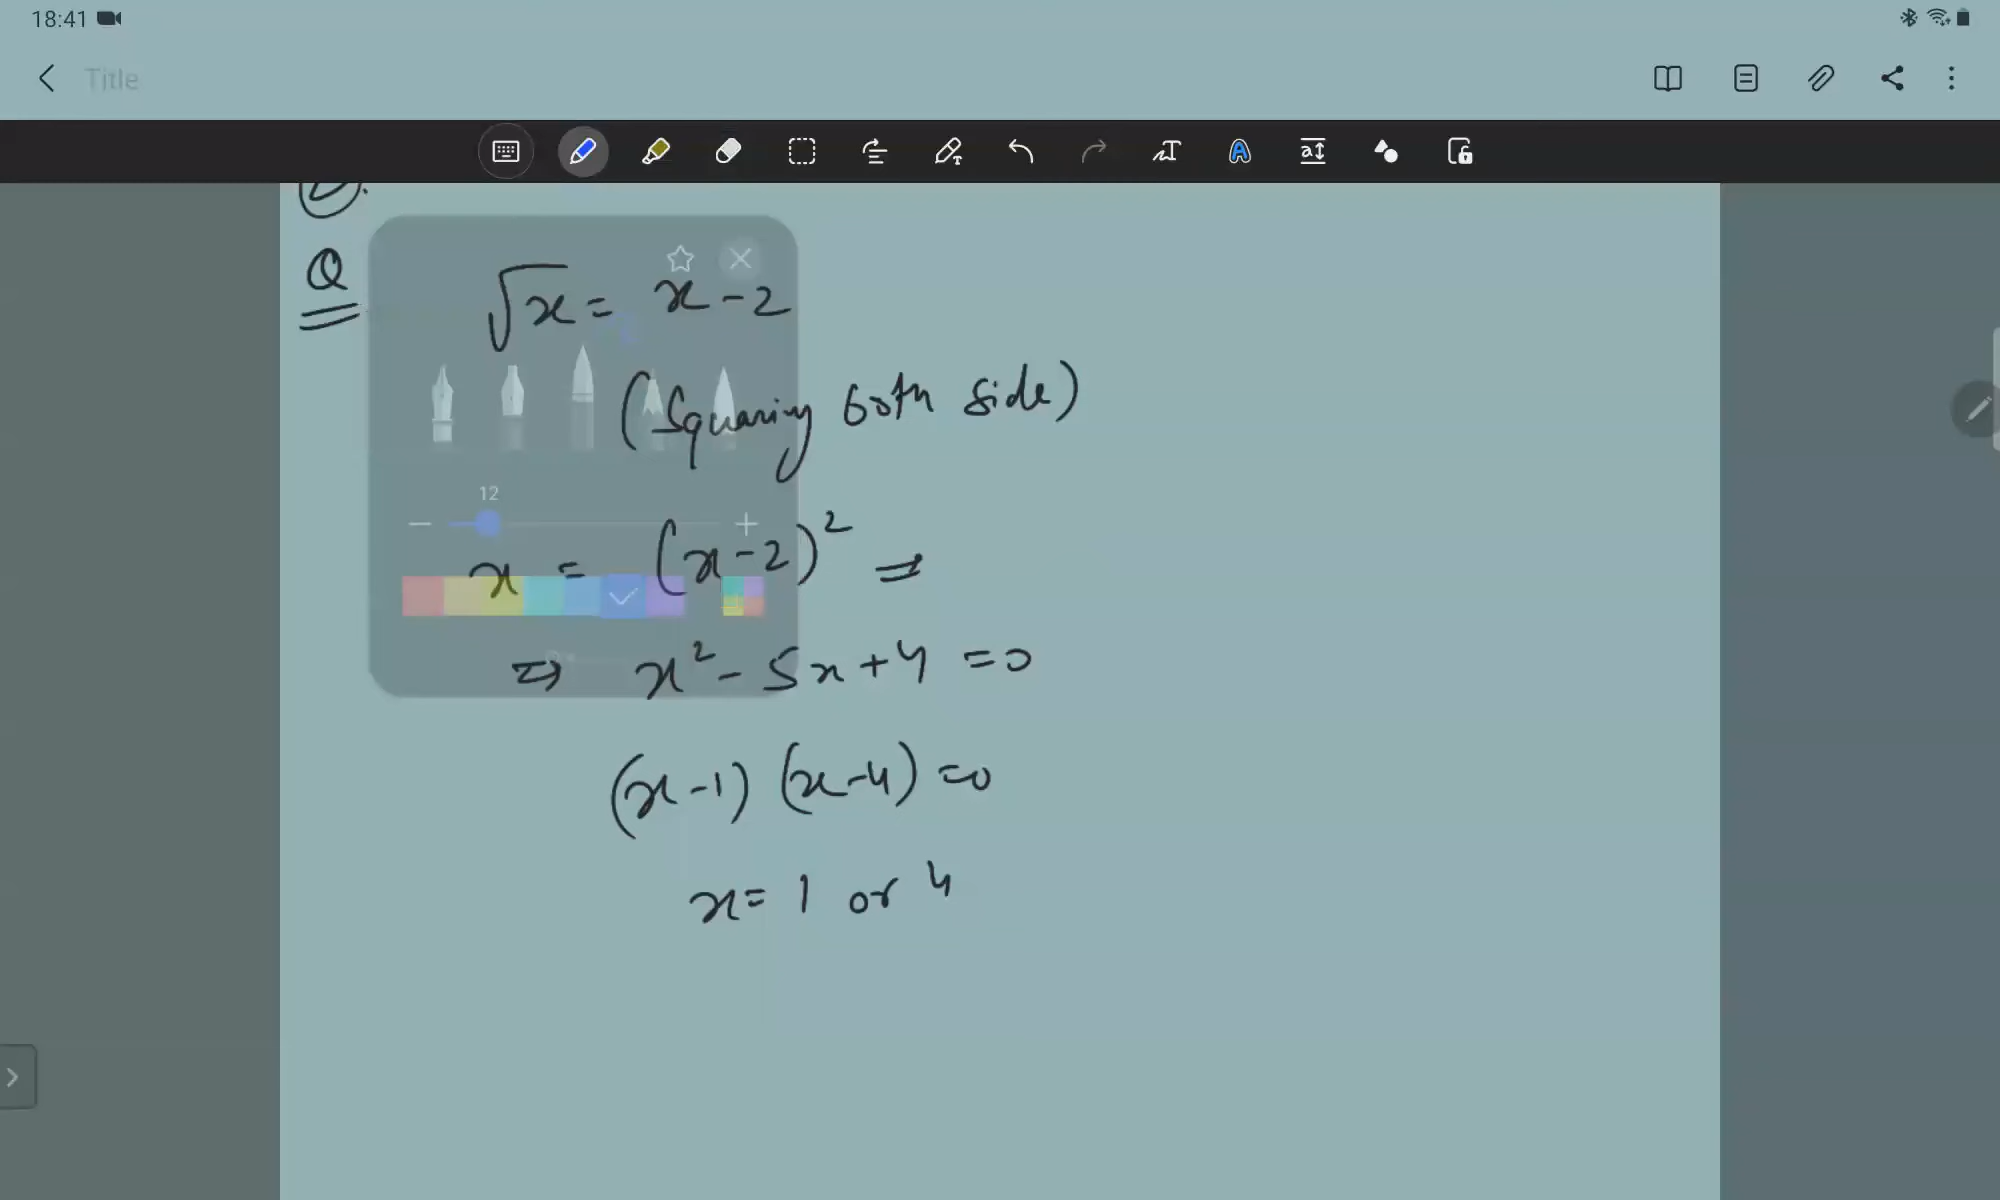 18:41
Title
Q
√x = x-2
(Squaring both side)
12
x = (x-2)² ⇒
⇒ x² - 5x + 4 = 0
(x-1) (x-4) = 0
x = 1 or 4